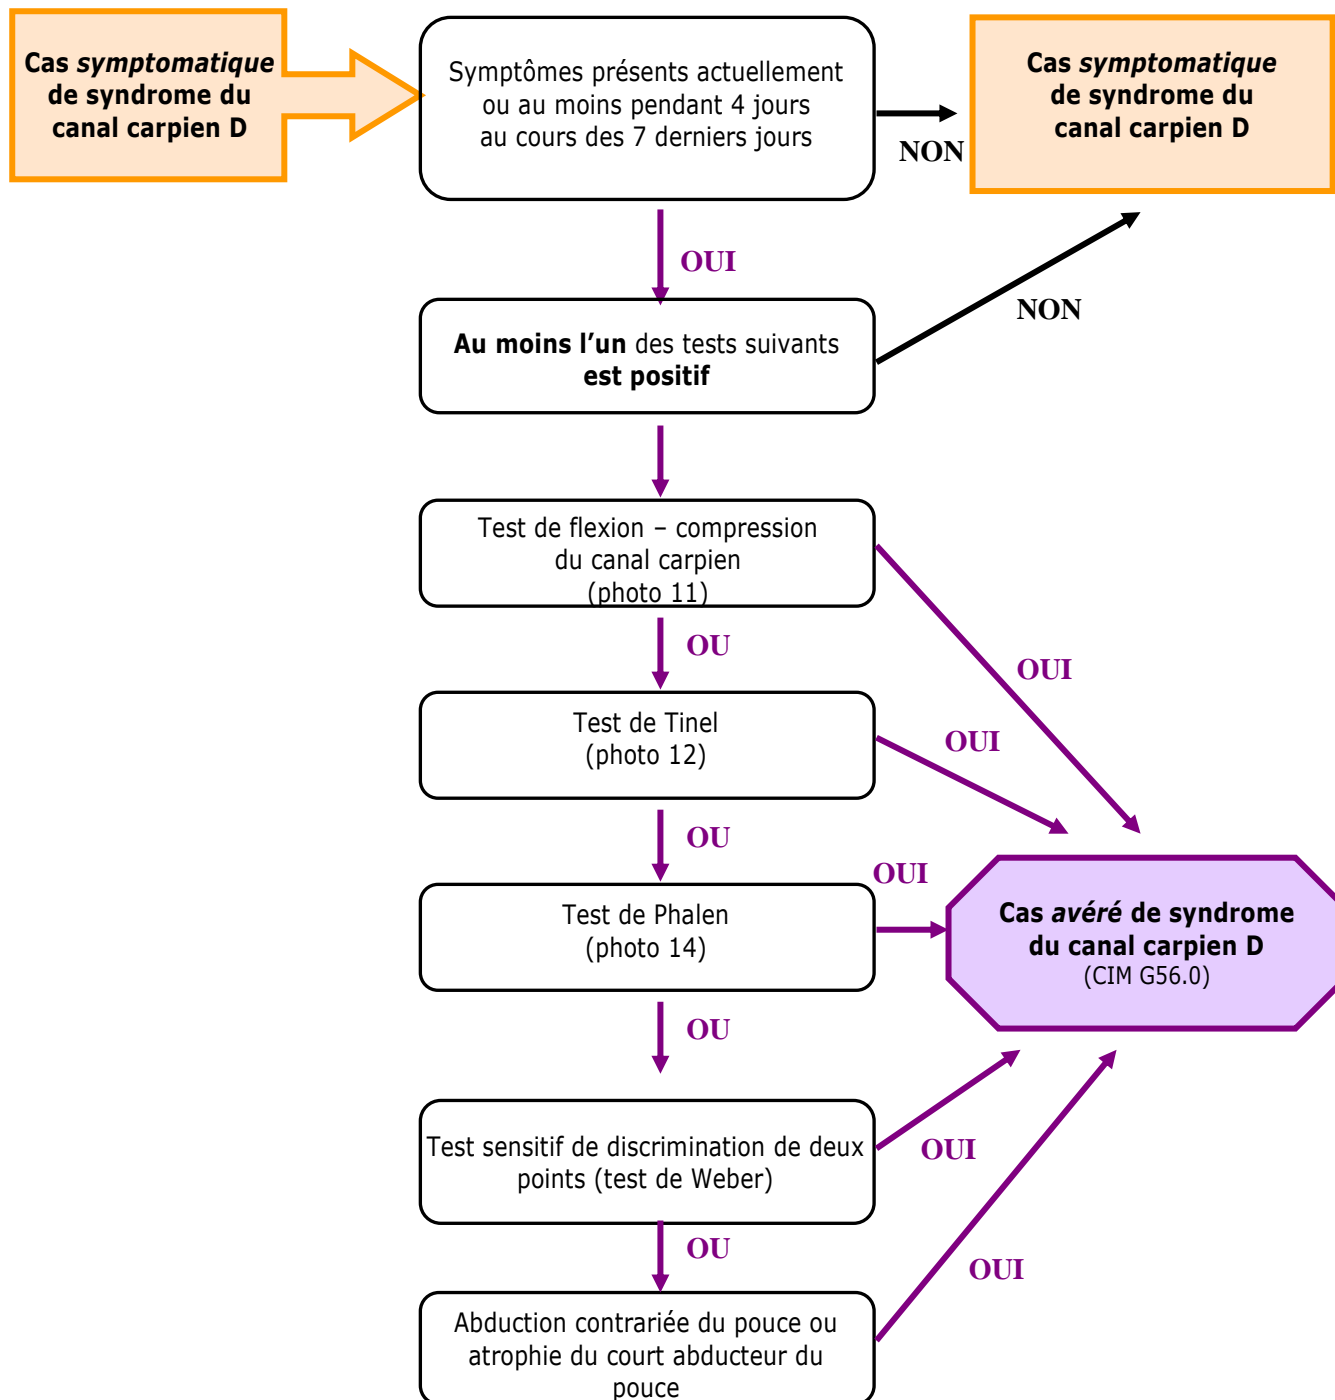 Cas symptomatique
de syndrome du
canal carpien D
Symptômes présents actuellement
ou au moins pendant 4 jours
au cours des 7 derniers jours
NON
Cas symptomatique
de syndrome du
canal carpien D
OUI
NON
Au moins l’un des tests suivants
est positif
Test de flexion – compression
du canal carpien
(photo 11)
OUI
OU
Test de Tinel
(photo 12)
OUI
OU
Test de Phalen
(photo 14)
OUI
Cas avéré de syndrome
du canal carpien D
(CIM G56.0)
OU
Test sensitif de discrimination de deux
points (test de Weber)
OUI
OU
Abduction contrariée du pouce ou
atrophie du court abducteur du
pouce
OUI